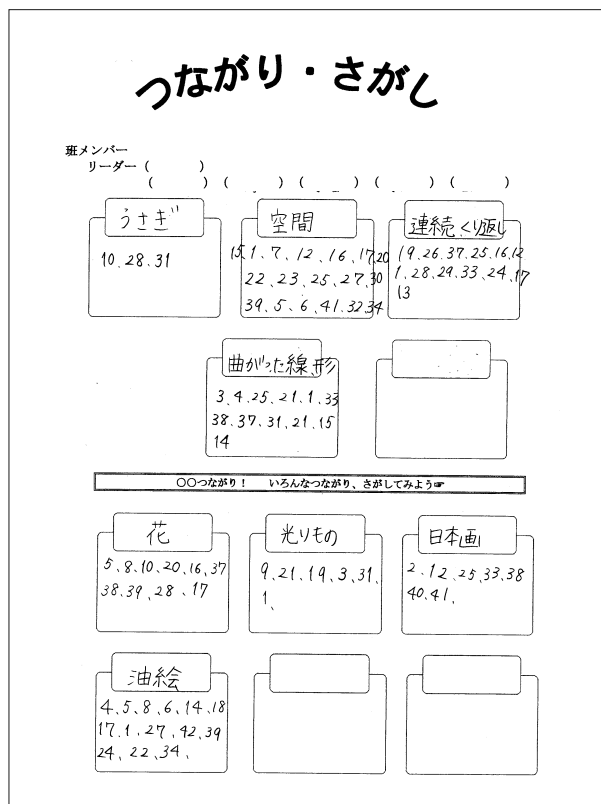 つながり・さがし
班メンバー
リーダー（　　　）
（　　　）（　　　）（　　　）（　　　）（　　　）
うさぎ
10.28.31
空間
15.1.7.12.16.17.20
22.23.25.27.30
39.5.6.41.32.34
連続くり返し
19.26.37.25.16.12
1.28.29.33.24.17
13
曲がった線、形
3.4.25.21.1.33
38.37.31.21.15
14
〇〇つながり！　いろんなつながり、さがしてみよう☞
花
5.8.10.20.16.37
38.39.28.17
光りもの
9.21.19.3.31.
1、
日本画
2.12.25.33.38
40.41.
油絵
4.5.8.6.14.18
17.1.27.42.39
24、22.34、